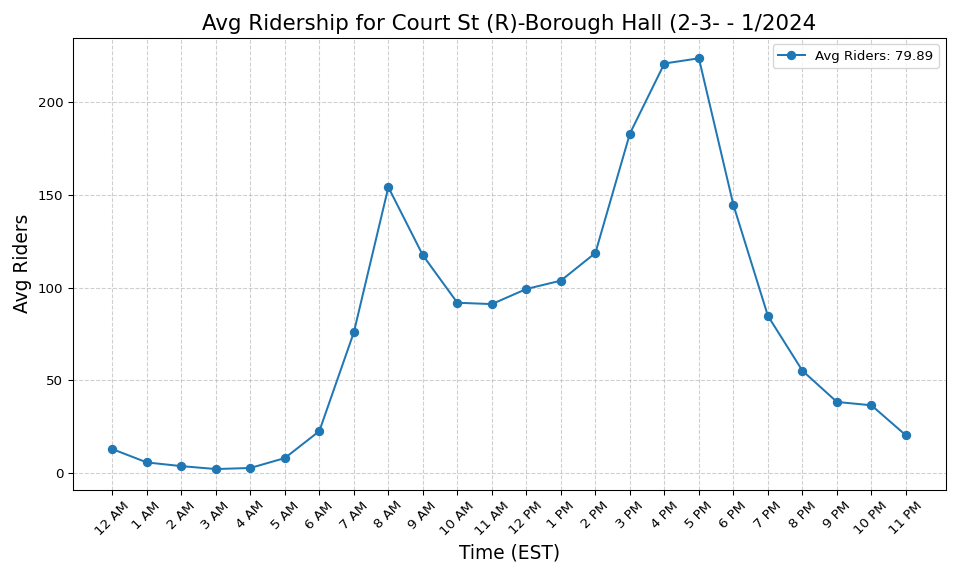 Avg Ridership for Court St (R)-Borough Hall (2-3- - 1/2024
Avg Riders: 79.89
Avg Riders
200
150
100
50
0
12 AM
1 AM
2 AM
3 AM
4 AM
5 AM
6 AM
7 AM
8 AM
9 AM
10 AM
11 AM
12 PM
1 PM
2 PM
3 PM
4 PM
5 PM
6 PM
7 PM
8 PM
9 PM
10 PM
11 PM
Time (EST)